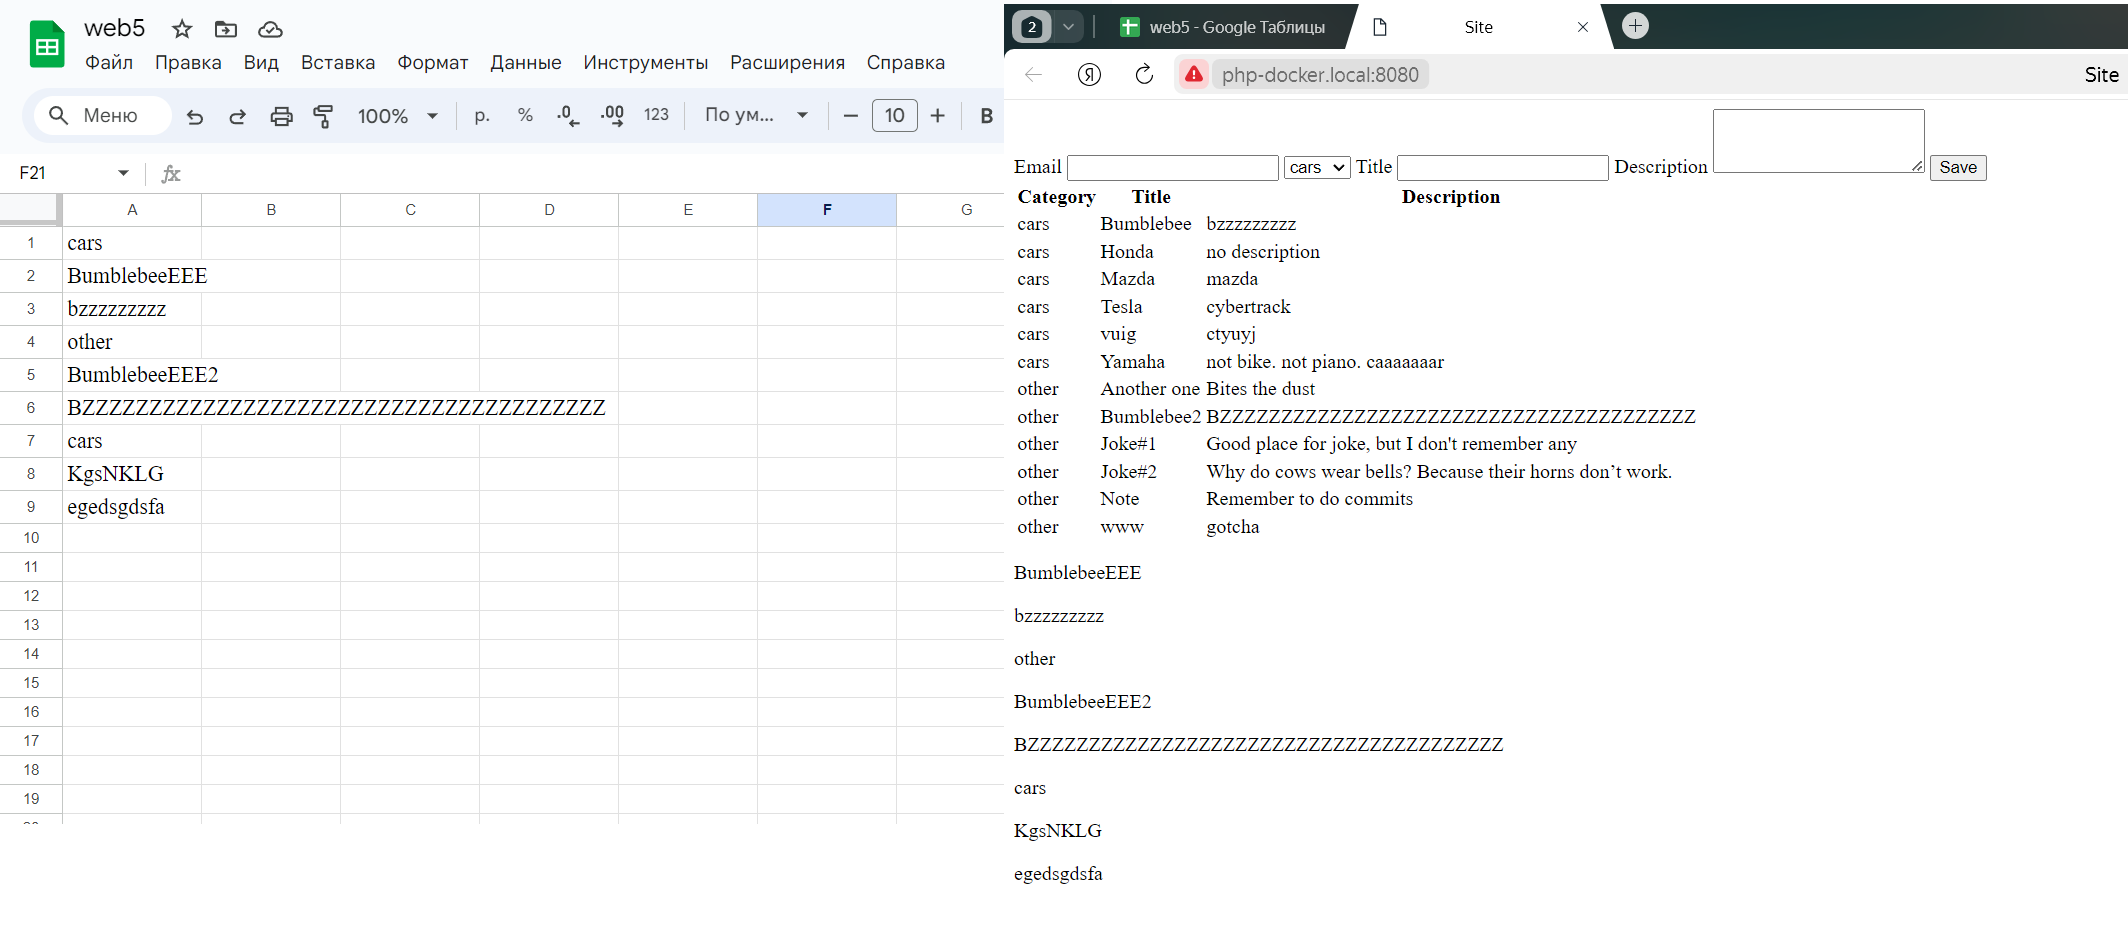 web5
Файл Правка Вид Вставка Формат Данные Инструменты Расширения Справка
Меню 100% р. % .0 .00 123 По ум... 10 B
F21 fx
A B C D E F G
1 cars
2 BumblebeeEEE
3 bzzzzzzzzz
4 other
5 BumblebeeEEE2
6 BZZZZZZZZZZZZZZZZZZZZZZZZZZZZZZZZZZZZZZZ
7 cars
8 KgsNKLG
9 egedsgdsfa
10
11
12
13
14
15
16
17
18
19
2 web5 - Google Таблицы Site
Я php-docker.local:8080 Site
Email cars Title Description Save
Category Title Description
cars Bumblebee bzzzzzzzzz
cars Honda no description
cars Mazda mazda
cars Tesla cybertrack
cars vuig ctyuyj
cars Yamaha not bike. not piano. caaaaaaar
other Another one Bites the dust
other Bumblebee2 BZZZZZZZZZZZZZZZZZZZZZZZZZZZZZZZZZZZZZZZ
other Joke#1 Good place for joke, but I don't remember any
other Joke#2 Why do cows wear bells? Because their horns don’t work.
other Note Remember to do commits
other www gotcha
BumblebeeEEE
bzzzzzzzzz
other
BumblebeeEEE2
BZZZZZZZZZZZZZZZZZZZZZZZZZZZZZZZZZZZZZZZ
cars
KgsNKLG
egedsgdsfa